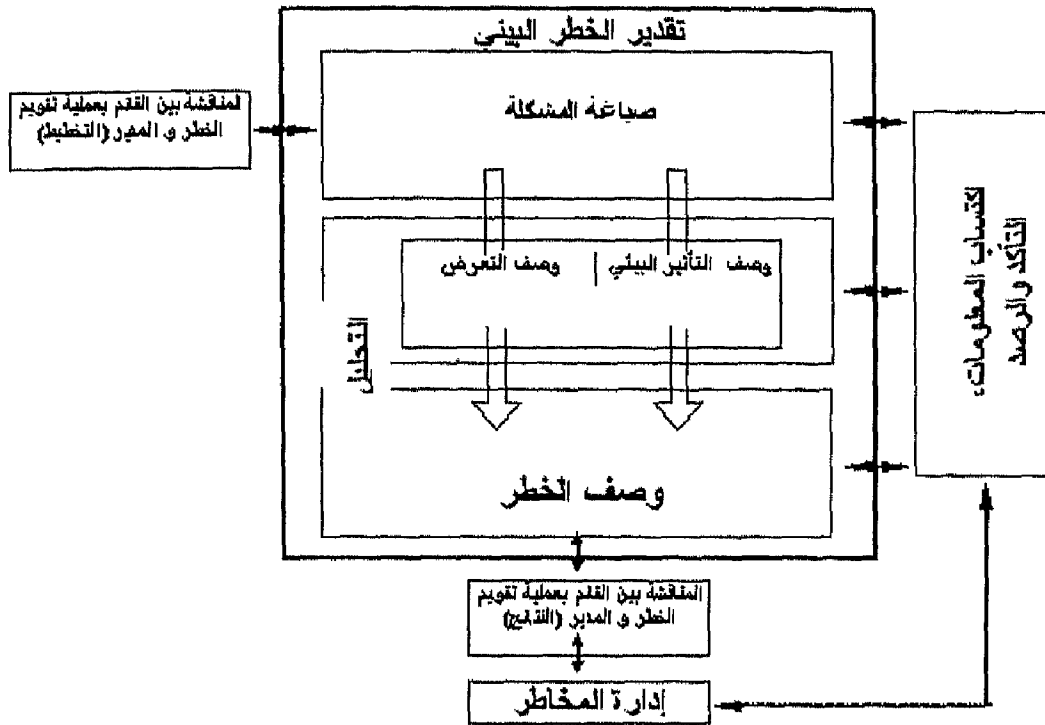 تقدير الخطر البيئي
صياغة المشكلة
المناقشة بين القائم بعملية تقويم
الخطر و المدير (التخطيط)
اكتساب المعلومات،
التأكد والرصد
وصف التأثير البيئي
وصف التعرض
التحليل
وصف الخطر
المناقشة بين القائم بعملية تقويم
الخطر و المدير (النتائج)
إدارة المخاطر